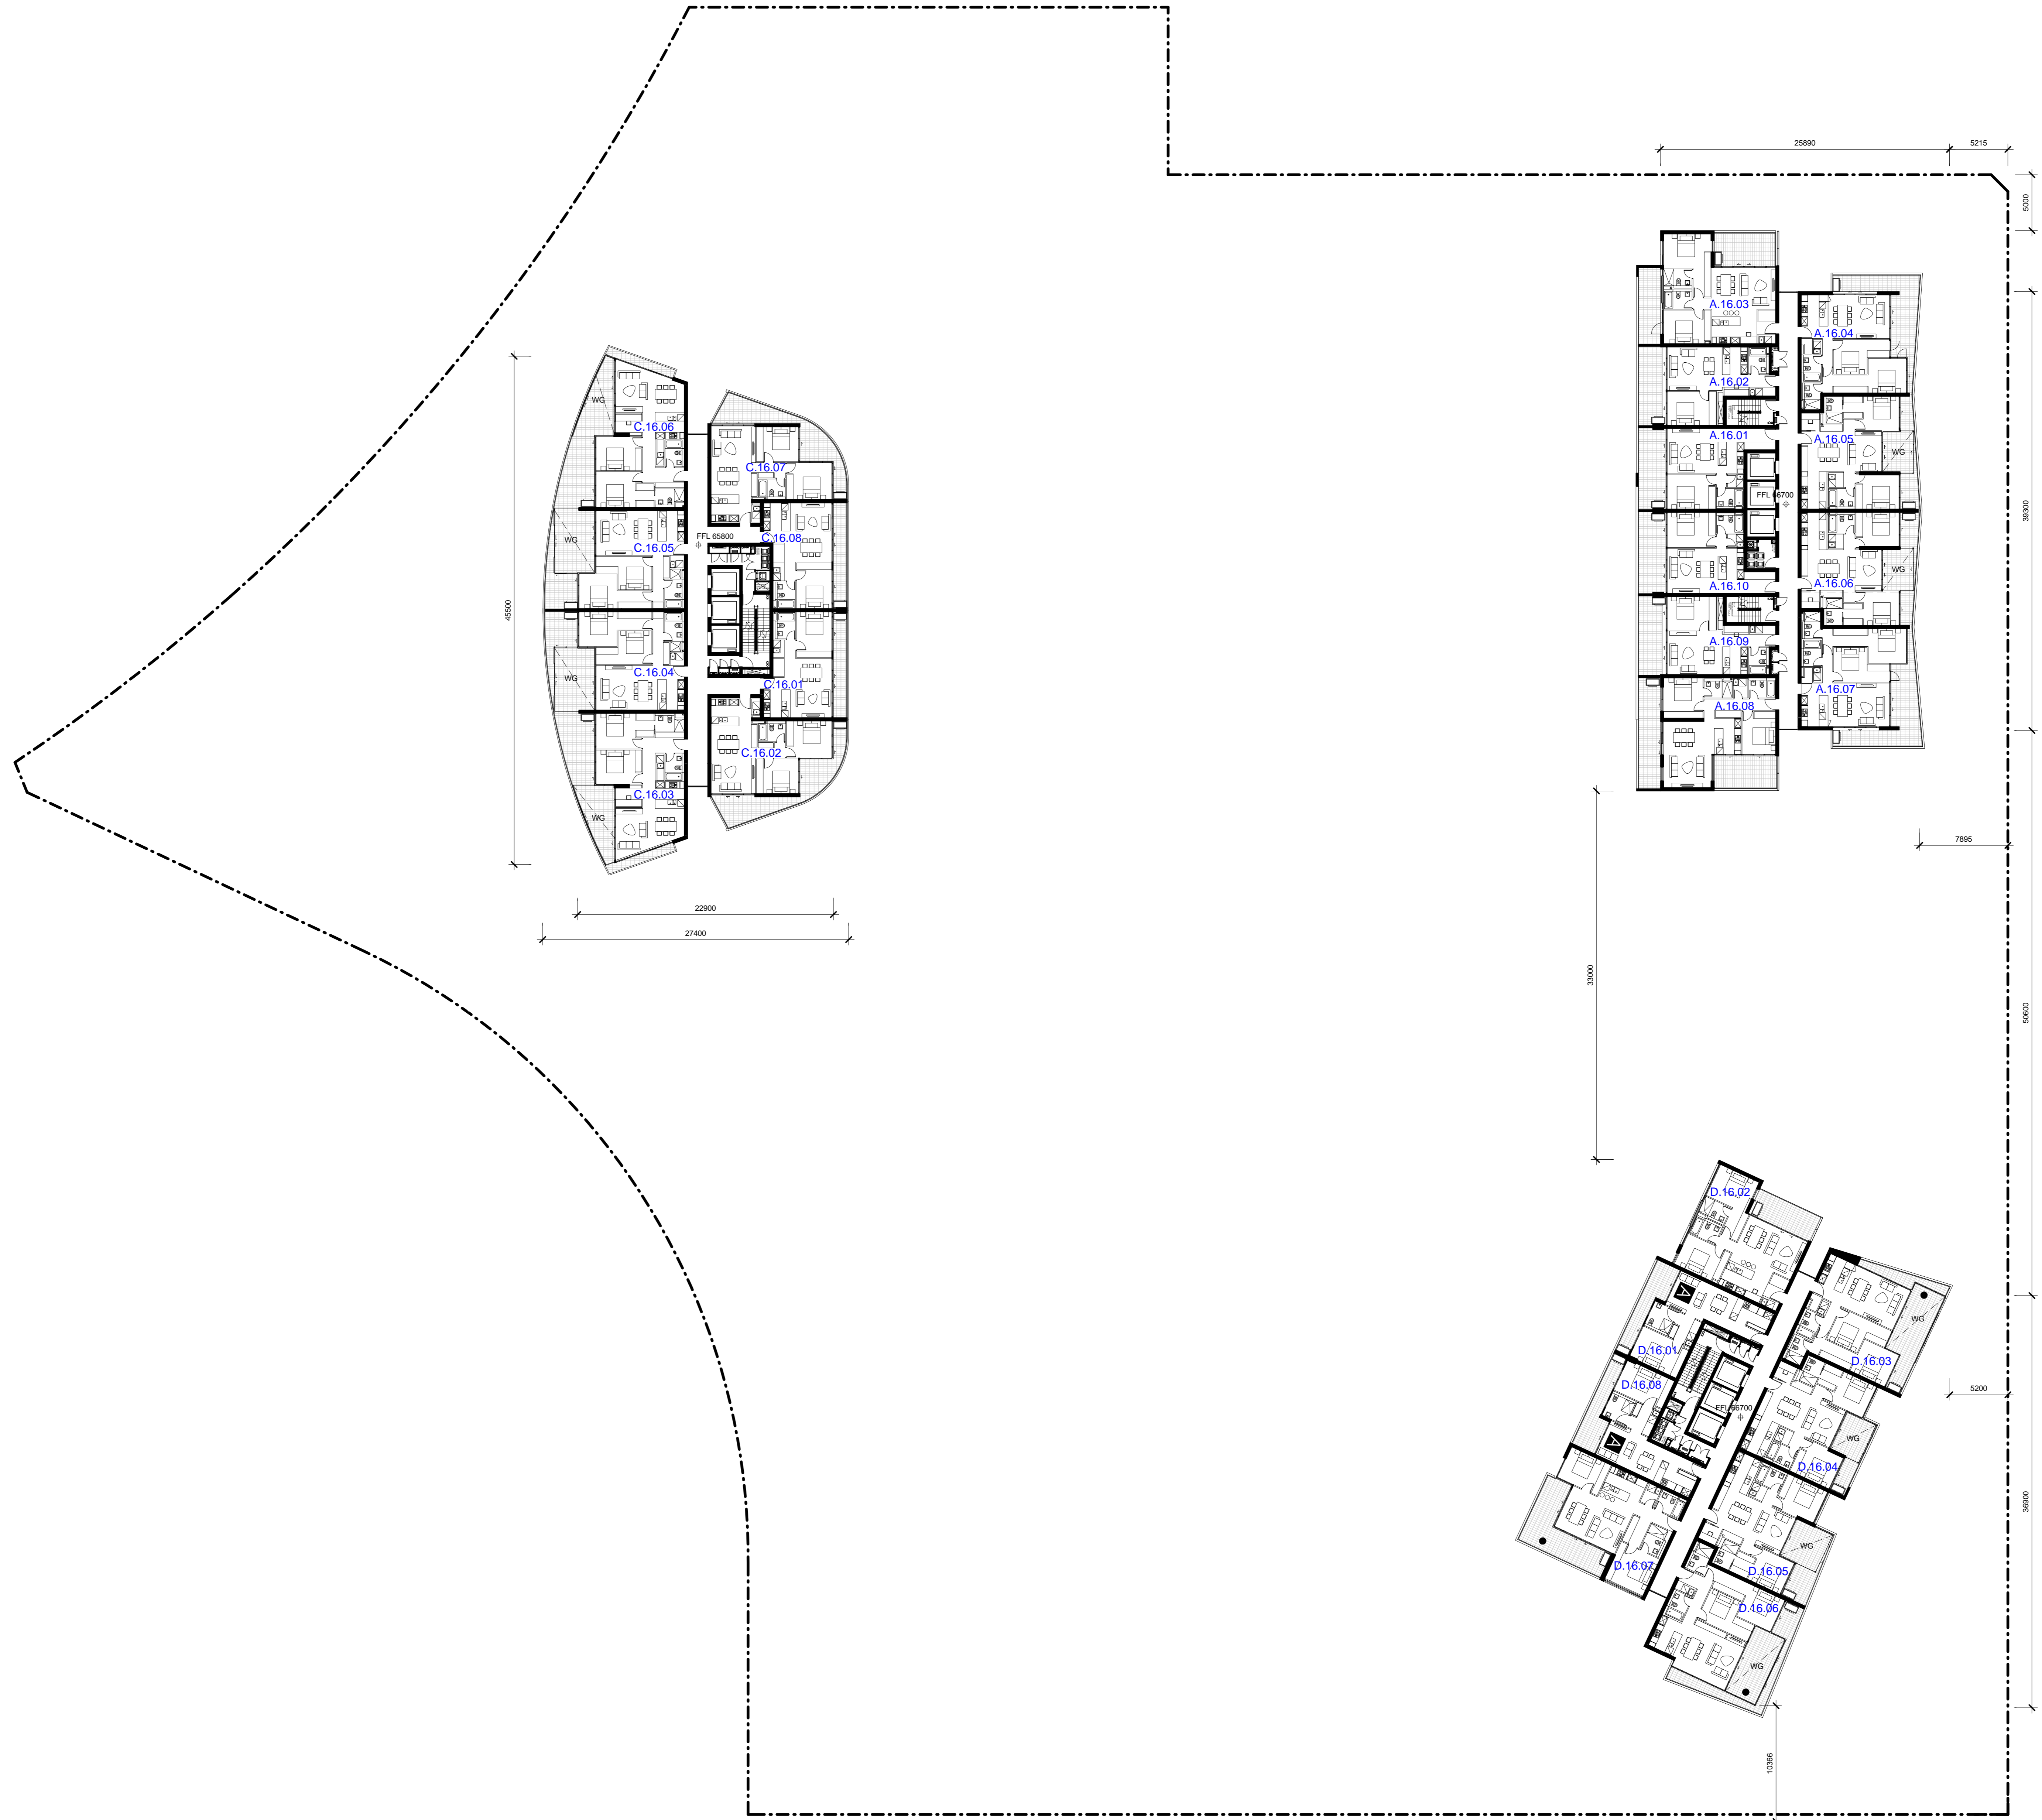 25890
5215
5000
A.16.03
A.16.04
A.16.02
A.16.01
A.16.05
WG
FFL 66700
39300
WG
A.16.06
A.16.10
A.16.09
A.16.07
A.16.08
WG
C.16.06
C.16.07
C.16.05
WG
FFL 65800
C.16.08
45500
C.16.04
WG
C.16.01
C.16.02
C.16.03
WG
22900
27400
7895
33000
50600
D.16.02
A
WG
D.16.01
D.16.03
D.16.08
5200
FFL 66700
A
WG
D.16.04
36900
WG
D.16.07
D.16.05
D.16.06
WG
10366